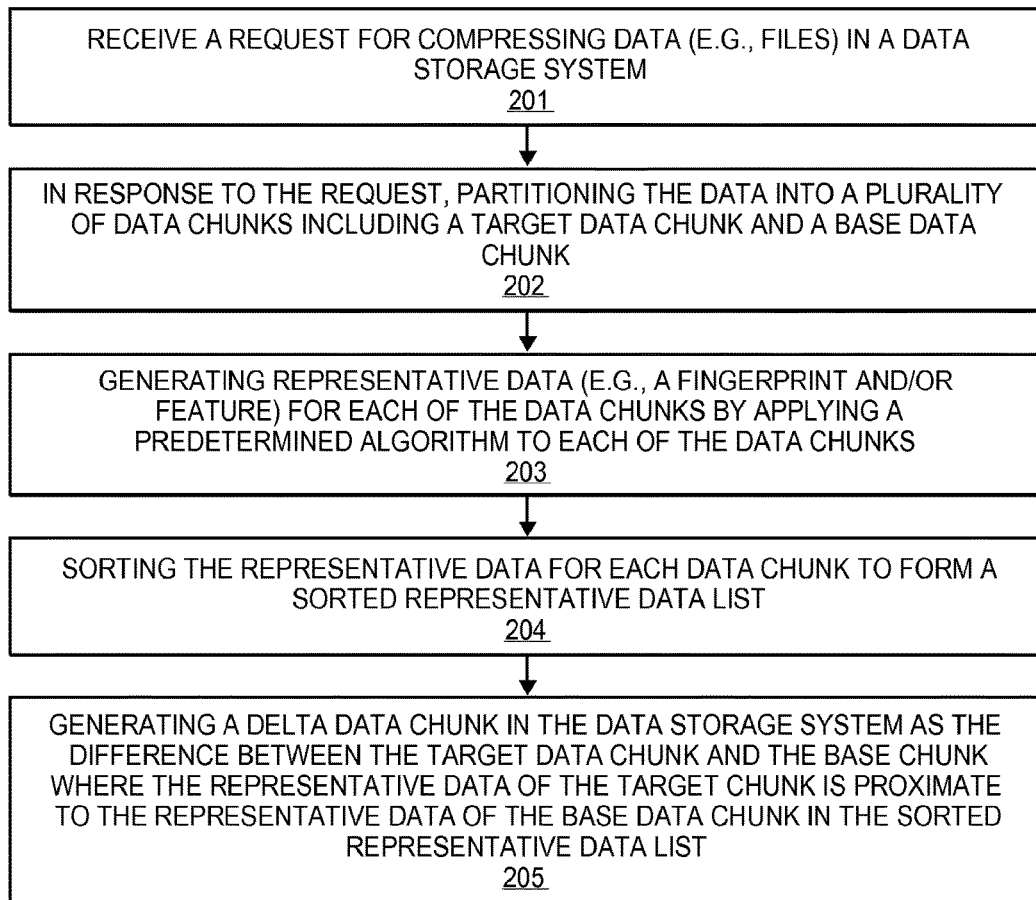 RECEIVE A REQUEST FOR COMPRESSING DATA (E.G., FILES) IN A DATA
STORAGE SYSTEM
201
IN RESPONSE TO THE REQUEST, PARTITIONING THE DATA INTO A PLURALITY
OF DATA CHUNKS INCLUDING A TARGET DATA CHUNK AND A BASE DATA
CHUNK
202
GENERATING REPRESENTATIVE DATA (E.G., A FINGERPRINT AND/OR
FEATURE) FOR EACH OF THE DATA CHUNKS BY APPLYING A
PREDETERMINED ALGORITHM TO EACH OF THE DATA CHUNKS
203
SORTING THE REPRESENTATIVE DATA FOR EACH DATA CHUNK TO FORM A
SORTED REPRESENTATIVE DATA LIST
204
GENERATING A DELTA DATA CHUNK IN THE DATA STORAGE SYSTEM AS THE
DIFFERENCE BETWEEN THE TARGET DATA CHUNK AND THE BASE CHUNK
WHERE THE REPRESENTATIVE DATA OF THE TARGET CHUNK IS PROXIMATE
TO THE REPRESENTATIVE DATA OF THE BASE DATA CHUNK IN THE SORTED
REPRESENTATIVE DATA LIST
205